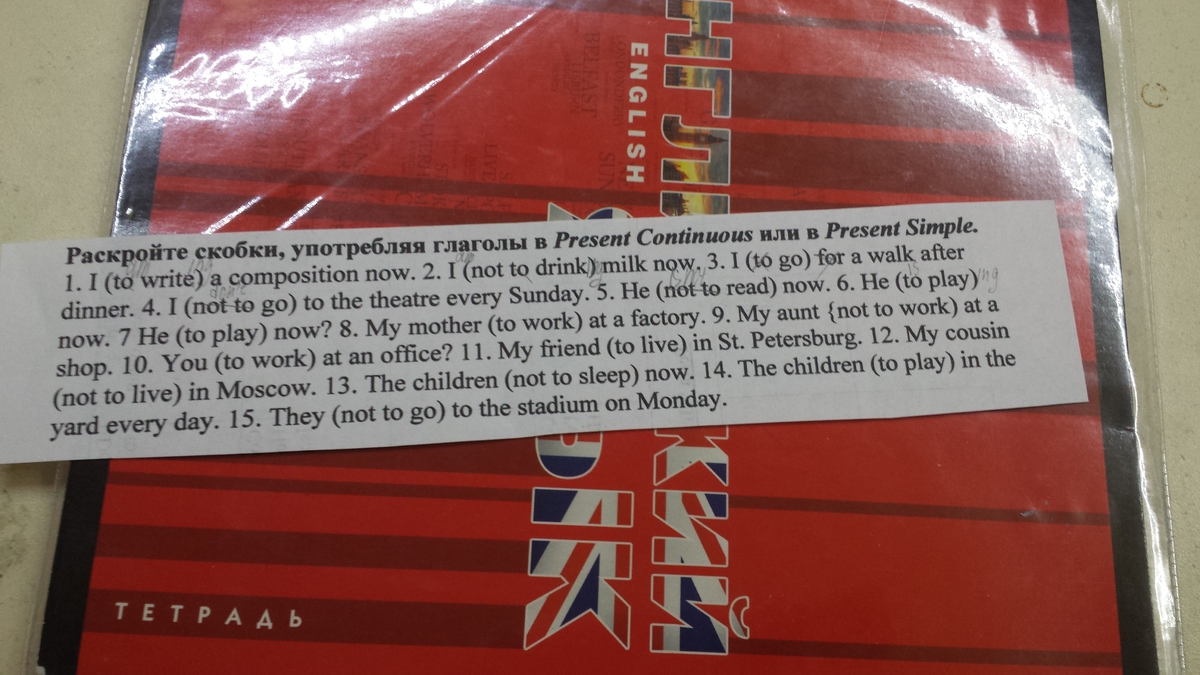 НГЛИ
ENGLISH
BELFAST
SUN
Раскройте скобки, употребляя глаголы в Present Continuous или в Present Simple.
1. I (to write) a composition now. 2. I (not to drink) milk now. 3. I (to go) for a walk after
dinner. 4. I (not to go) to the theatre every Sunday. 5. He (not to read) now. 6. He (to play)
now. 7 He (to play) now? 8. My mother (to work) at a factory. 9. My aunt {not to work) at a
shop. 10. You (to work) at an office? 11. My friend (to live) in St. Petersburg. 12. My cousin
(not to live) in Moscow. 13. The children (not to sleep) now. 14. The children (to play) in the
yard every day. 15. They (not to go) to the stadium on Monday.
КИЙ
ЗЫК
ТЕТРАДЬ